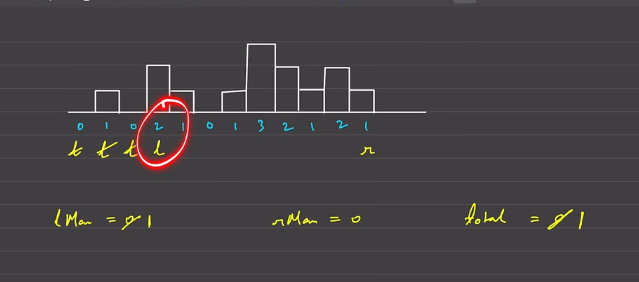 0 1 0 2 1 0 1 3 2 1 2 1
l l l l r
lMax = 0 1 rMax = 0 total = 0 1